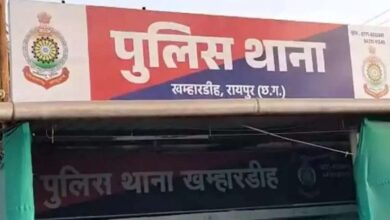 पुलिस थाना
खम्हारडीह, रायपुर (छ.ग.)
पुलिस थाना खम्हारडीह